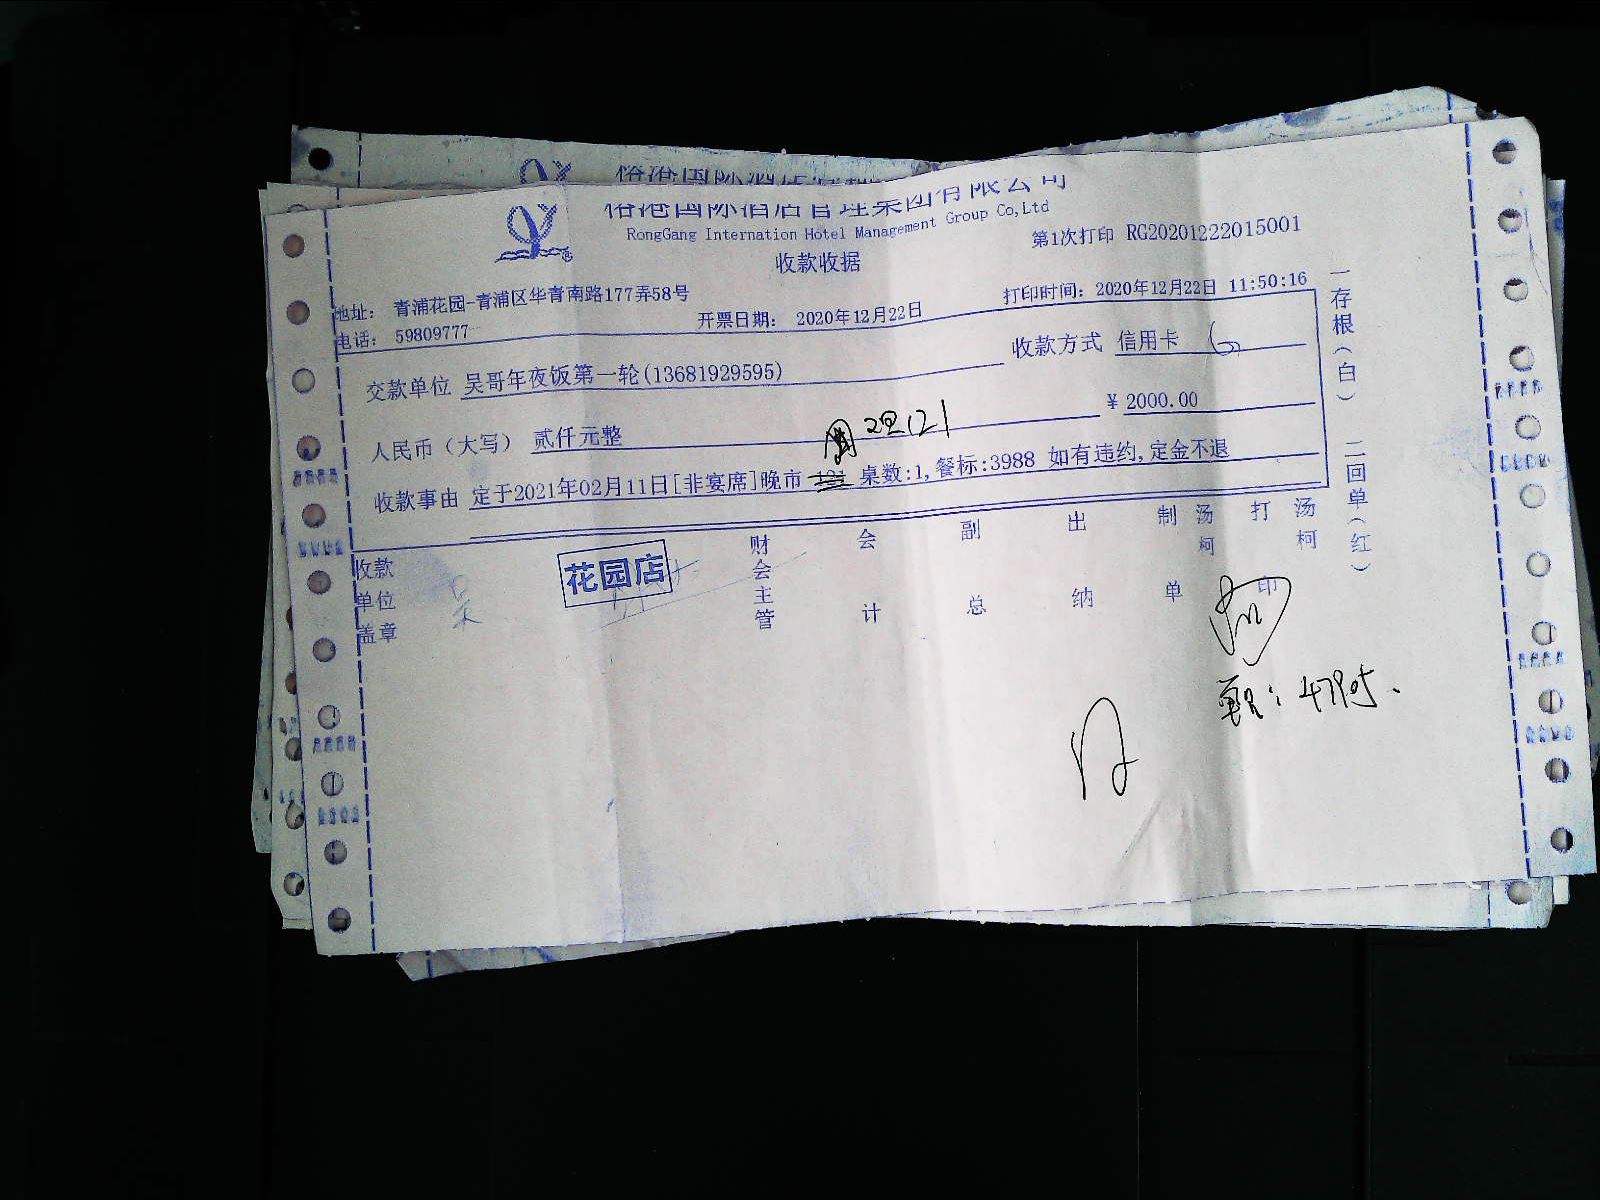 港国际酒店管理集团有限公司
RongGang Internation Hotel Management Group Co,Ltd
收款收据
第1次打印 RG20201222015001
地址: 青浦花园-青浦区华青南路177弄58号
电话: 59809777
开票日期: 2020年12月22日
打印时间: 2020年12月22日 11:50:16
交款单位 吴哥年夜饭第一轮(13681929595)
收款方式 信用卡
人民币(大写) 贰仟元整
¥ 2000.00
收款事由 定于2021年02月11日[非宴席]晚市 桌数:1,餐标:3988 如有违约,定金不退
收款单位盖章
花园店
财会主管
会计
副总
出纳
制单
汤柯
打印
汤柯
一存根(白) 二回单(红)